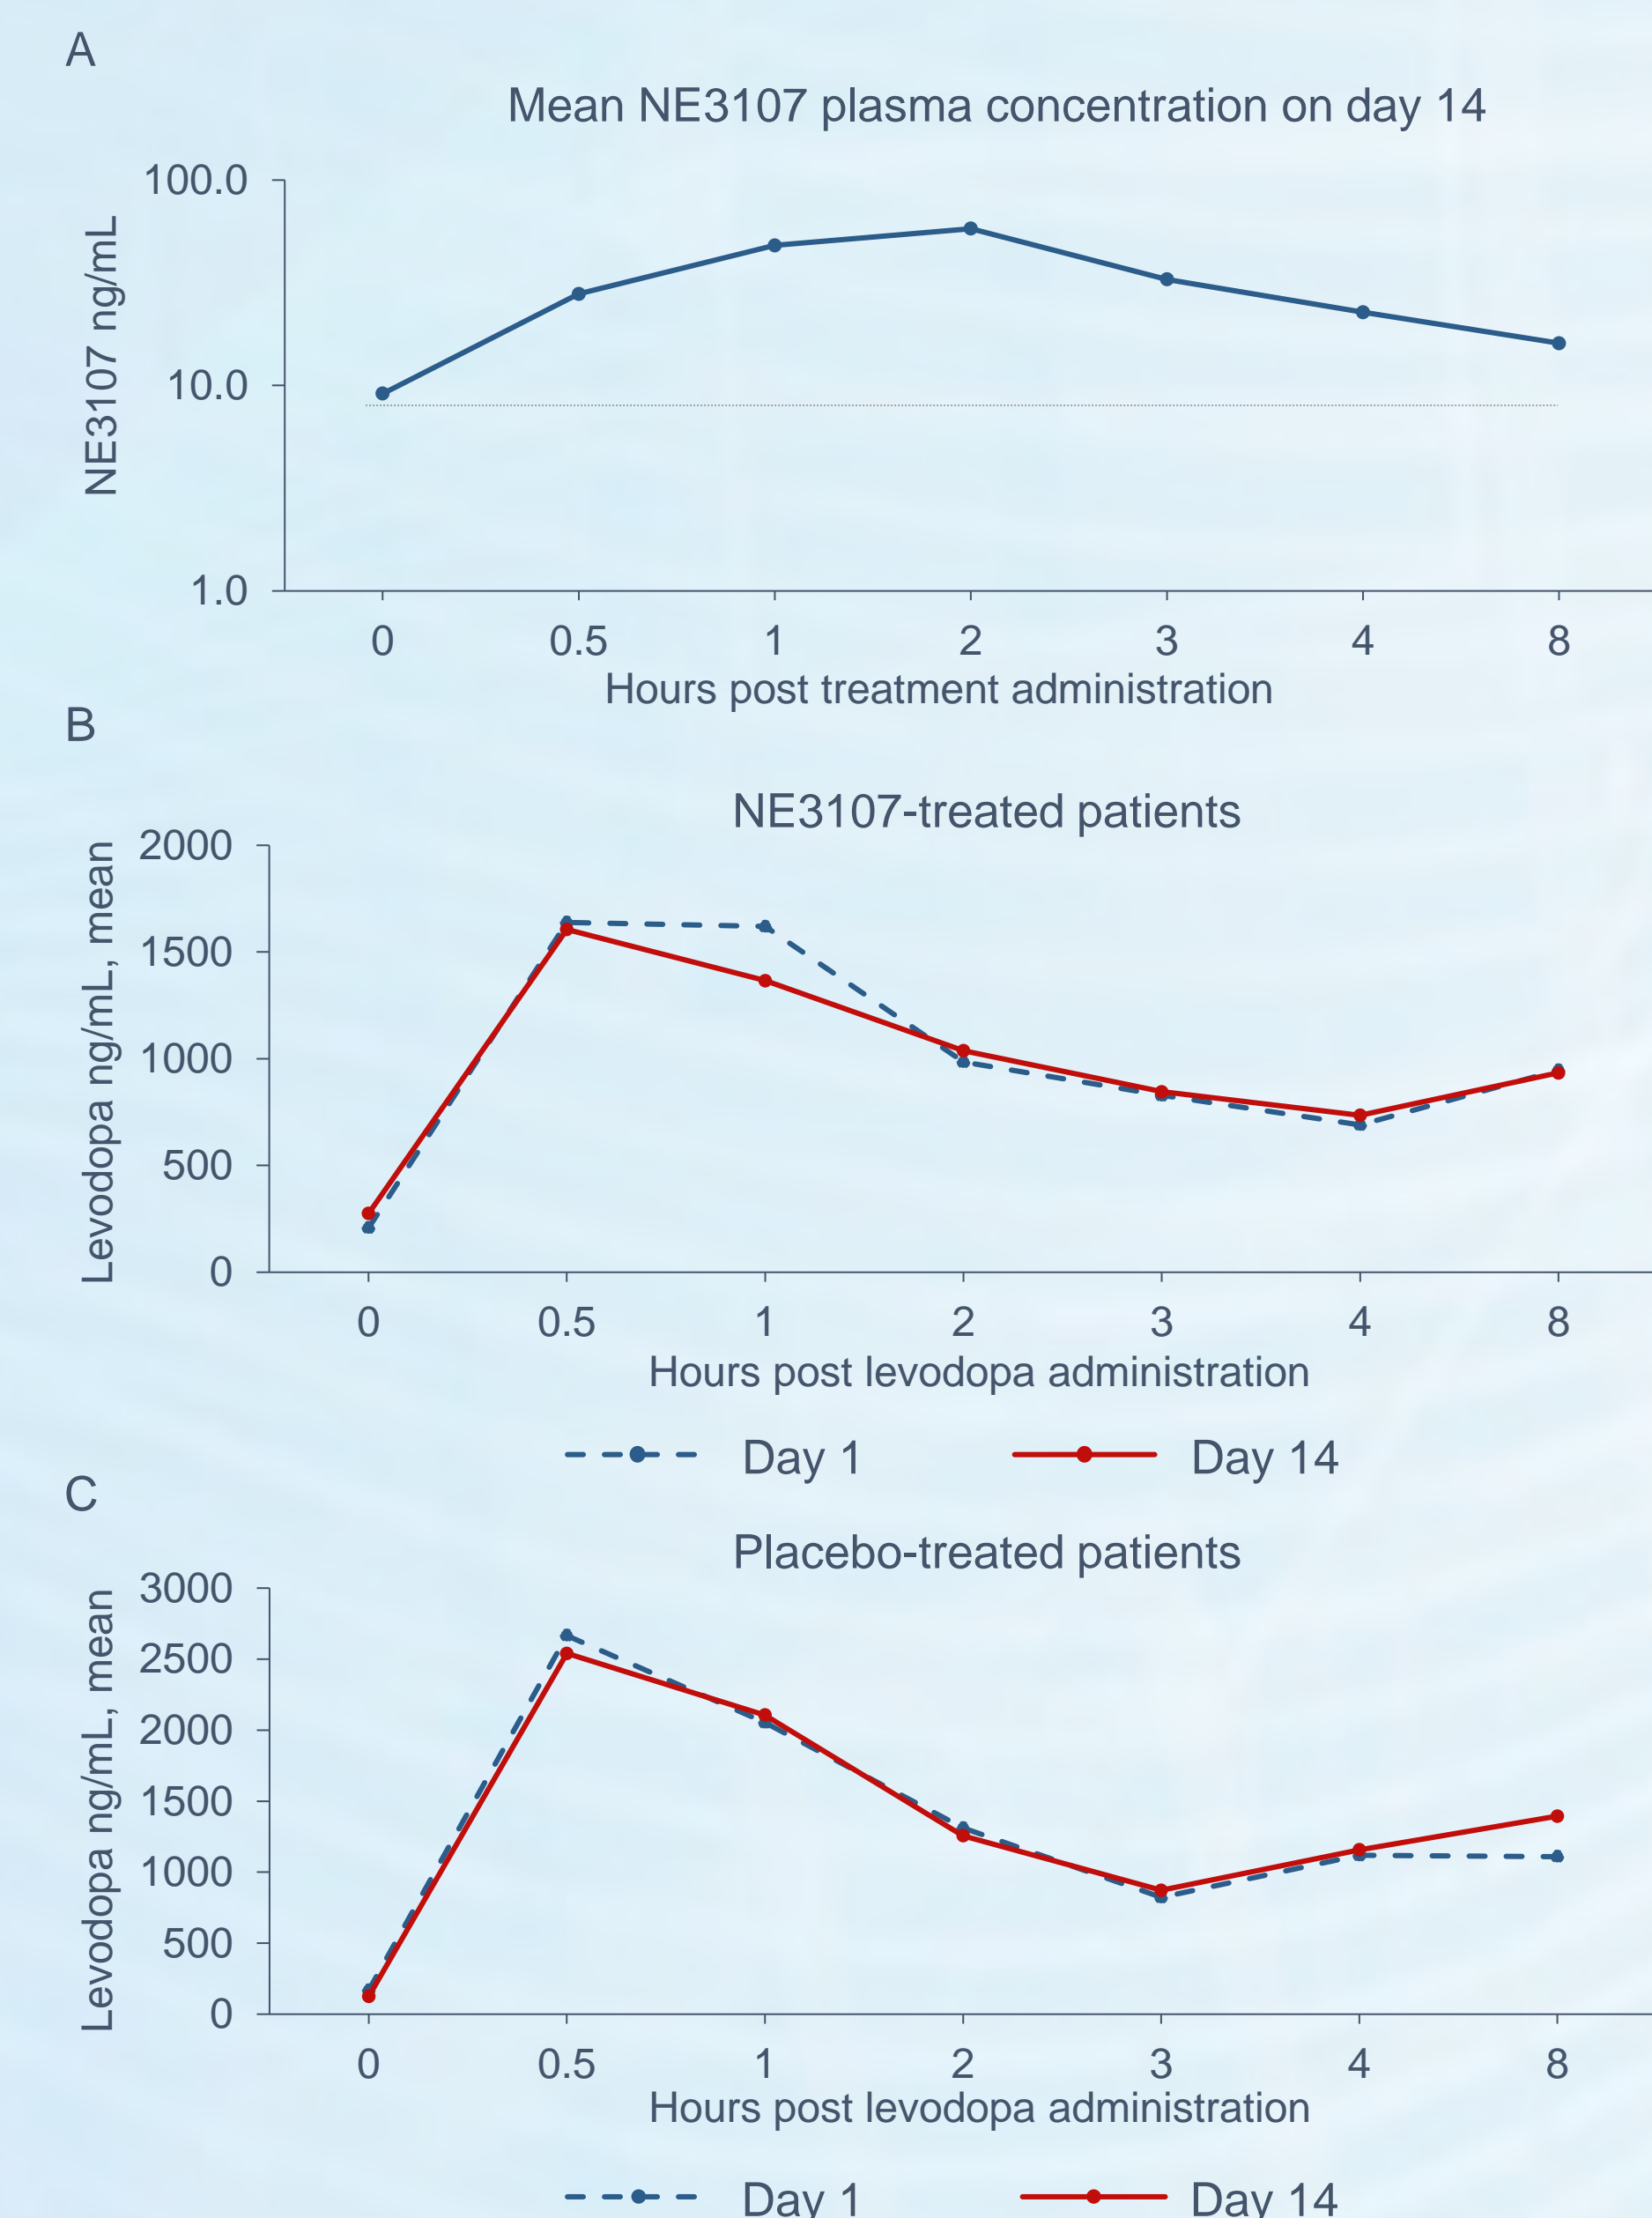 A
Mean NE3107 plasma concentration on day 14
NE3107 ng/mL
100.0
10.0
1.0
0 0.5 1 2 3 4 8
Hours post treatment administration
B
NE3107-treated patients
Levodopa ng/mL, mean
2000
1500
1000
500
0
0 0.5 1 2 3 4 8
Hours post levodopa administration
Day 1 Day 14
C
Placebo-treated patients
Levodopa ng/mL, mean
3000
2500
2000
1500
1000
500
0
0 0.5 1 2 3 4 8
Hours post levodopa administration
Day 1 Day 14